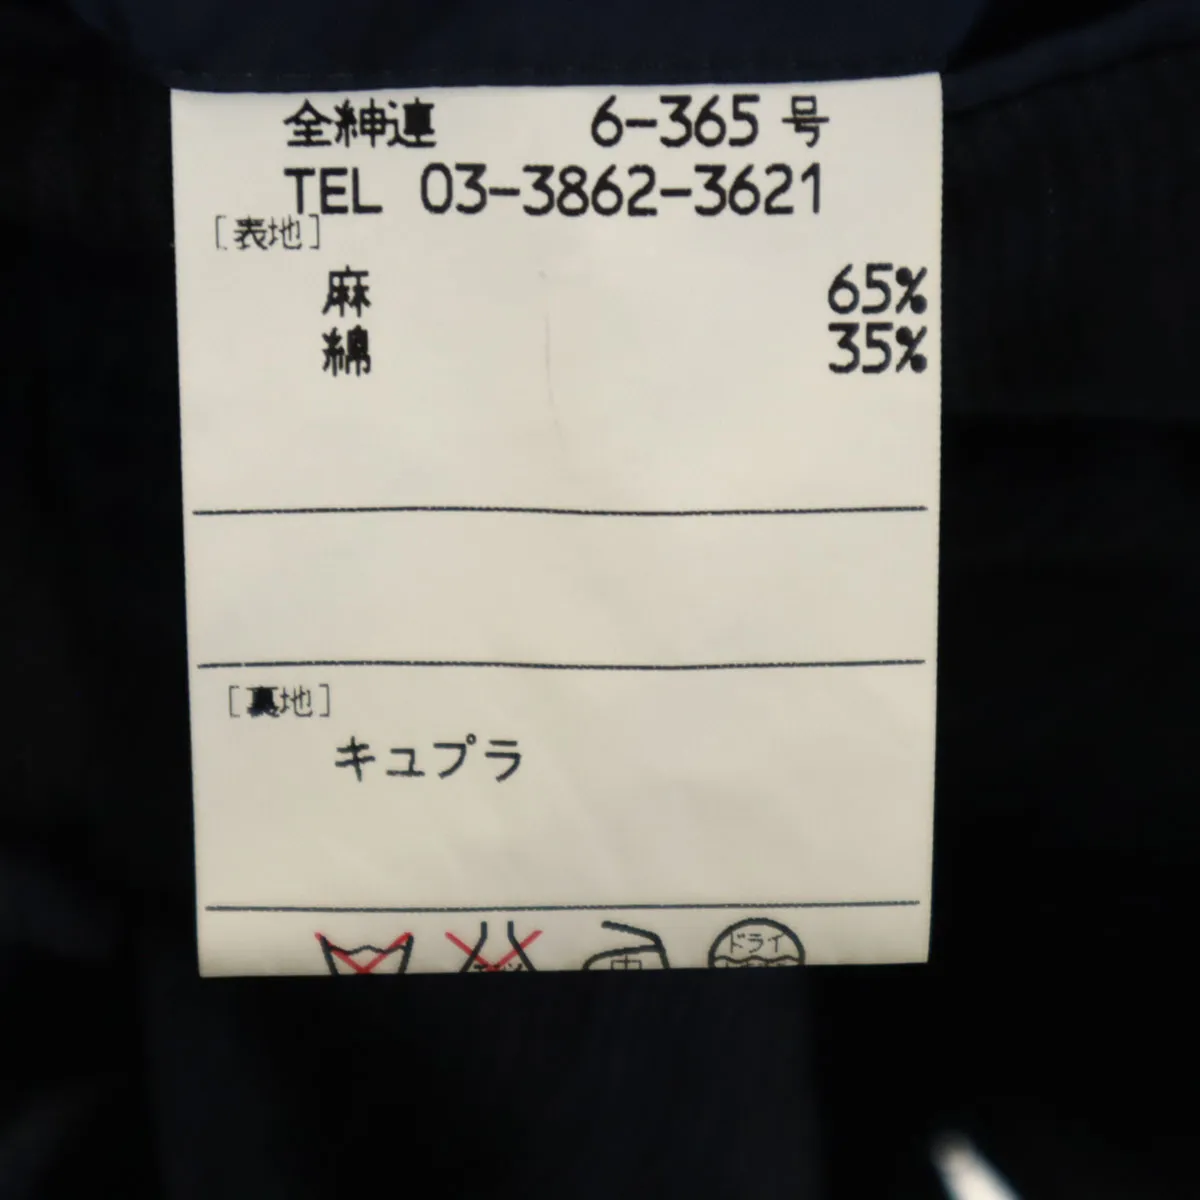 全紳連 6-365 号
TEL 03-3862-3621
[表地]
麻 65%
綿 35%
[裏地]
キュプラ
中 ドライ